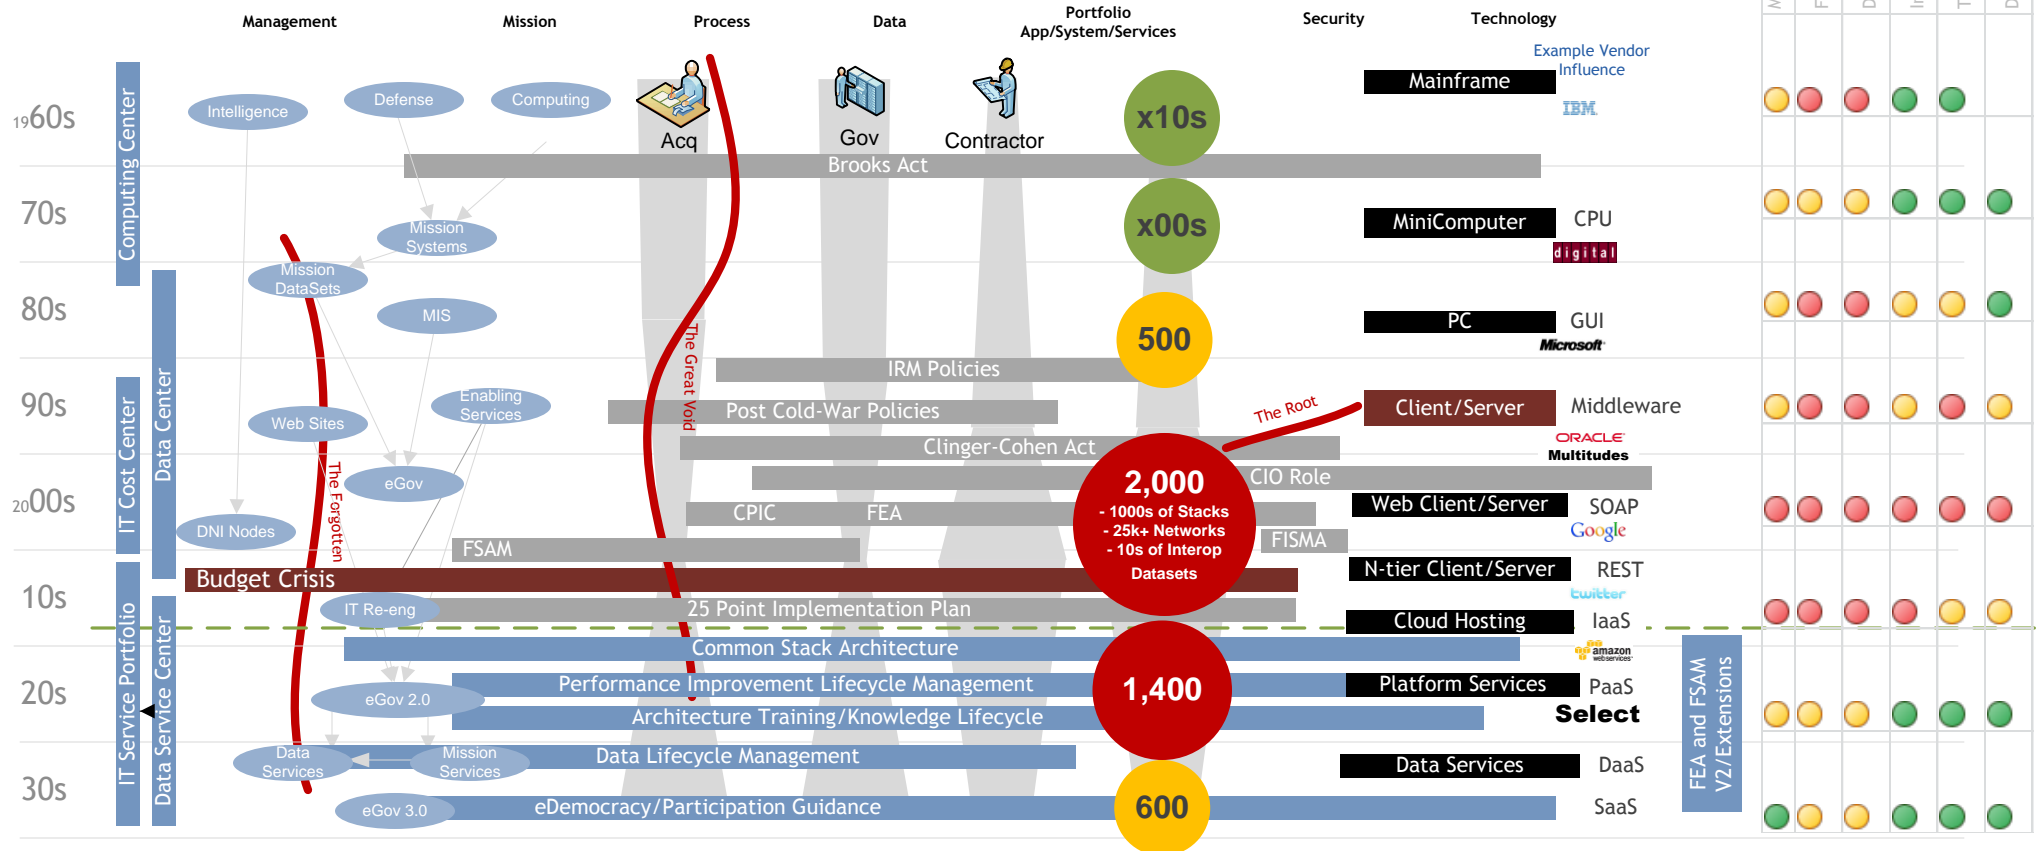 Management
Mission
Process
Data
Portfolio
App/System/Services
Security
Technology
M
F
D
T
D
Example Vendor
Influence
1960s
Computing Center
Intelligence
Defense
Computing
Acq
Gov
Contractor
x10s
Mainframe
IBM
Brooks Act
70s
Mission
Systems
x00s
MiniComputer
CPU
digital
Mission
DataSets
80s
MIS
The Great Void
500
PC
GUI
Microsoft
IRM Policies
90s
IT Cost Center
Data Center
Web Sites
Enabling
Services
Post Cold-War Policies
The Root
Client/Server
Middleware
ORACLE
Multitudes
Clinger-Cohen Act
The Forgotten
eGov
CIO Role
2,000
- 1000s of Stacks
- 25k+ Networks
- 10s of Interop
Datasets
2000s
DNI Nodes
CPIC
FEA
Web Client/Server
SOAP
Google
FSAM
FISMA
Budget Crisis
N-tier Client/Server
REST
twitter
10s
IT Re-eng
25 Point Implementation Plan
Cloud Hosting
IaaS
amazon
webservices
IT Service Portfolio
Data Service Center
Common Stack Architecture
20s
eGov 2.0
Performance Improvement Lifecycle Management
1,400
Platform Services
PaaS
Select
Architecture Training/Knowledge Lifecycle
FEA and FSAM
V2/Extensions
Data
Services
Mission
Services
Data Lifecycle Management
Data Services
DaaS
30s
eGov 3.0
eDemocracy/Participation Guidance
600
SaaS